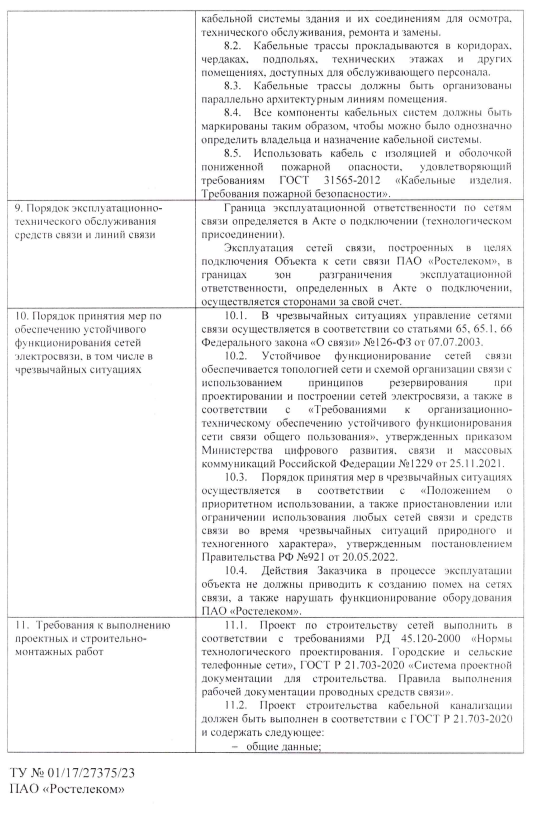 кабельной системы здания и их соединениям для осмотра,
технического обслуживания, ремонта и замены.
8.2. Кабельные трассы прокладываются в коридорах,
чердаках, подпольях, технических этажах и других
помещениях, доступных для обслуживающего персонала.
8.3. Кабельные трассы должны быть организованы
параллельно архитектурным линиям помещения.
8.4. Все компоненты кабельных систем должны быть
маркированы таким образом, чтобы можно было однозначно
определить владельца и назначение кабельной системы.
8.5. Использовать кабель с изоляцией и оболочкой
пониженной пожарной опасности, удовлетворяющий
требованиям ГОСТ 31565-2012 «Кабельные изделия.
Требования пожарной безопасности».
9. Порядок эксплуатационно-
технического обслуживания
средств связи и линий связи
Граница эксплуатационной ответственности по сетям
связи определяется в Акте о подключении (технологическом
присоединении).
Эксплуатация сетей связи, построенных в целях
подключения Объекта к сети связи ПАО «Ростелеком», в
границах зон разграничения эксплуатационной
ответственности, определенных в Акте о подключении,
осуществляется сторонами за свой счет.
10. Порядок принятия мер по
обеспечению устойчивого
функционирования сетей
электросвязи, в том числе в
чрезвычайных ситуациях
10.1. В чрезвычайных ситуациях управление сетями
связи осуществляется в соответствии со статьями 65, 65.1, 66
Федерального закона «О связи» №126-ФЗ от 07.07.2003.
10.2. Устойчивое функционирование сетей связи
обеспечивается топологией сети и схемой организации связи с
использованием принципов резервирования при
проектировании и построении сетей электросвязи, а также в
соответствии с «Требованиями к организационно-
техническому обеспечению устойчивого функционирования
сети связи общего пользования», утвержденных приказом
Министерства цифрового развития, связи и массовых
коммуникаций Российской Федерации №1229 от 25.11.2021.
10.3. Порядок принятия мер в чрезвычайных ситуациях
осуществляется в соответствии с «Положением о
приоритетном использовании, а также приостановлении или
ограничении использования любых сетей связи и средств
связи во время чрезвычайных ситуаций природного и
техногенного характера», утвержденным постановлением
Правительства РФ №921 от 20.05.2022.
10.4. Действия Заказчика в процессе эксплуатации
объекта не должны приводить к созданию помех на сетях
связи, а также нарушать функционирование оборудования
ПАО «Ростелеком».
11. Требования к выполнению
проектных и строительно-
монтажных работ
11.1. Проект по строительству сетей выполнить в
соответствии с требованиями РД 45.120-2000 «Нормы
технологического проектирования. Городские и сельские
телефонные сети», ГОСТ Р 21.703-2020 «Система проектной
документации для строительства. Правила выполнения
рабочей документации проводных средств связи».
11.2. Проект строительства кабельной канализации
должен быть выполнен в соответствии с ГОСТ Р 21.703-2020
и содержать следующее:
– общие данные;
ТУ № 01/17/27375/23
ПАО «Ростелеком»